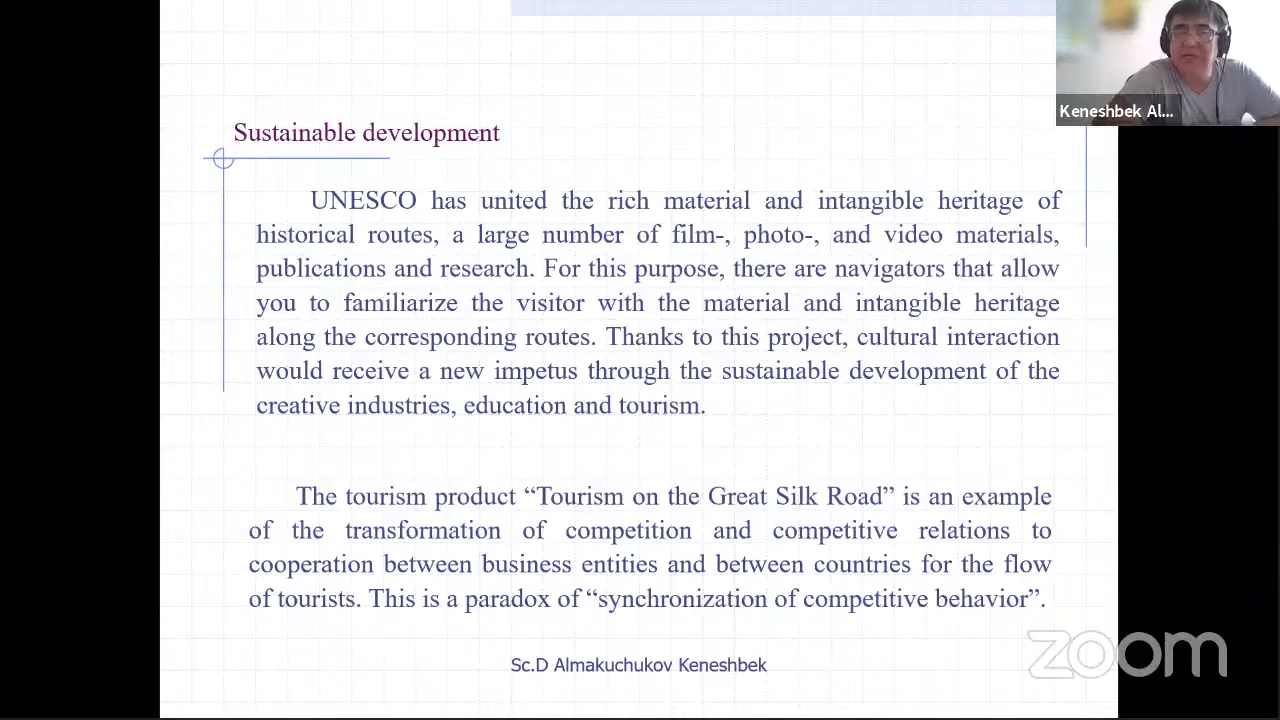 Keneshbek Al...
Sustainable development
UNESCO has united the rich material and intangible heritage of
historical routes, a large number of film-, photo-, and video materials,
publications and research. For this purpose, there are navigators that allow
you to familiarize the visitor with the material and intangible heritage
along the corresponding routes. Thanks to this project, cultural interaction
would receive a new impetus through the sustainable development of the
creative industries, education and tourism.
The tourism product “Tourism on the Great Silk Road” is an example
of the transformation of competition and competitive relations to
cooperation between business entities and between countries for the flow
of tourists. This is a paradox of “synchronization of competitive behavior”.
Sc.D Almakuchukov Keneshbek
zoom